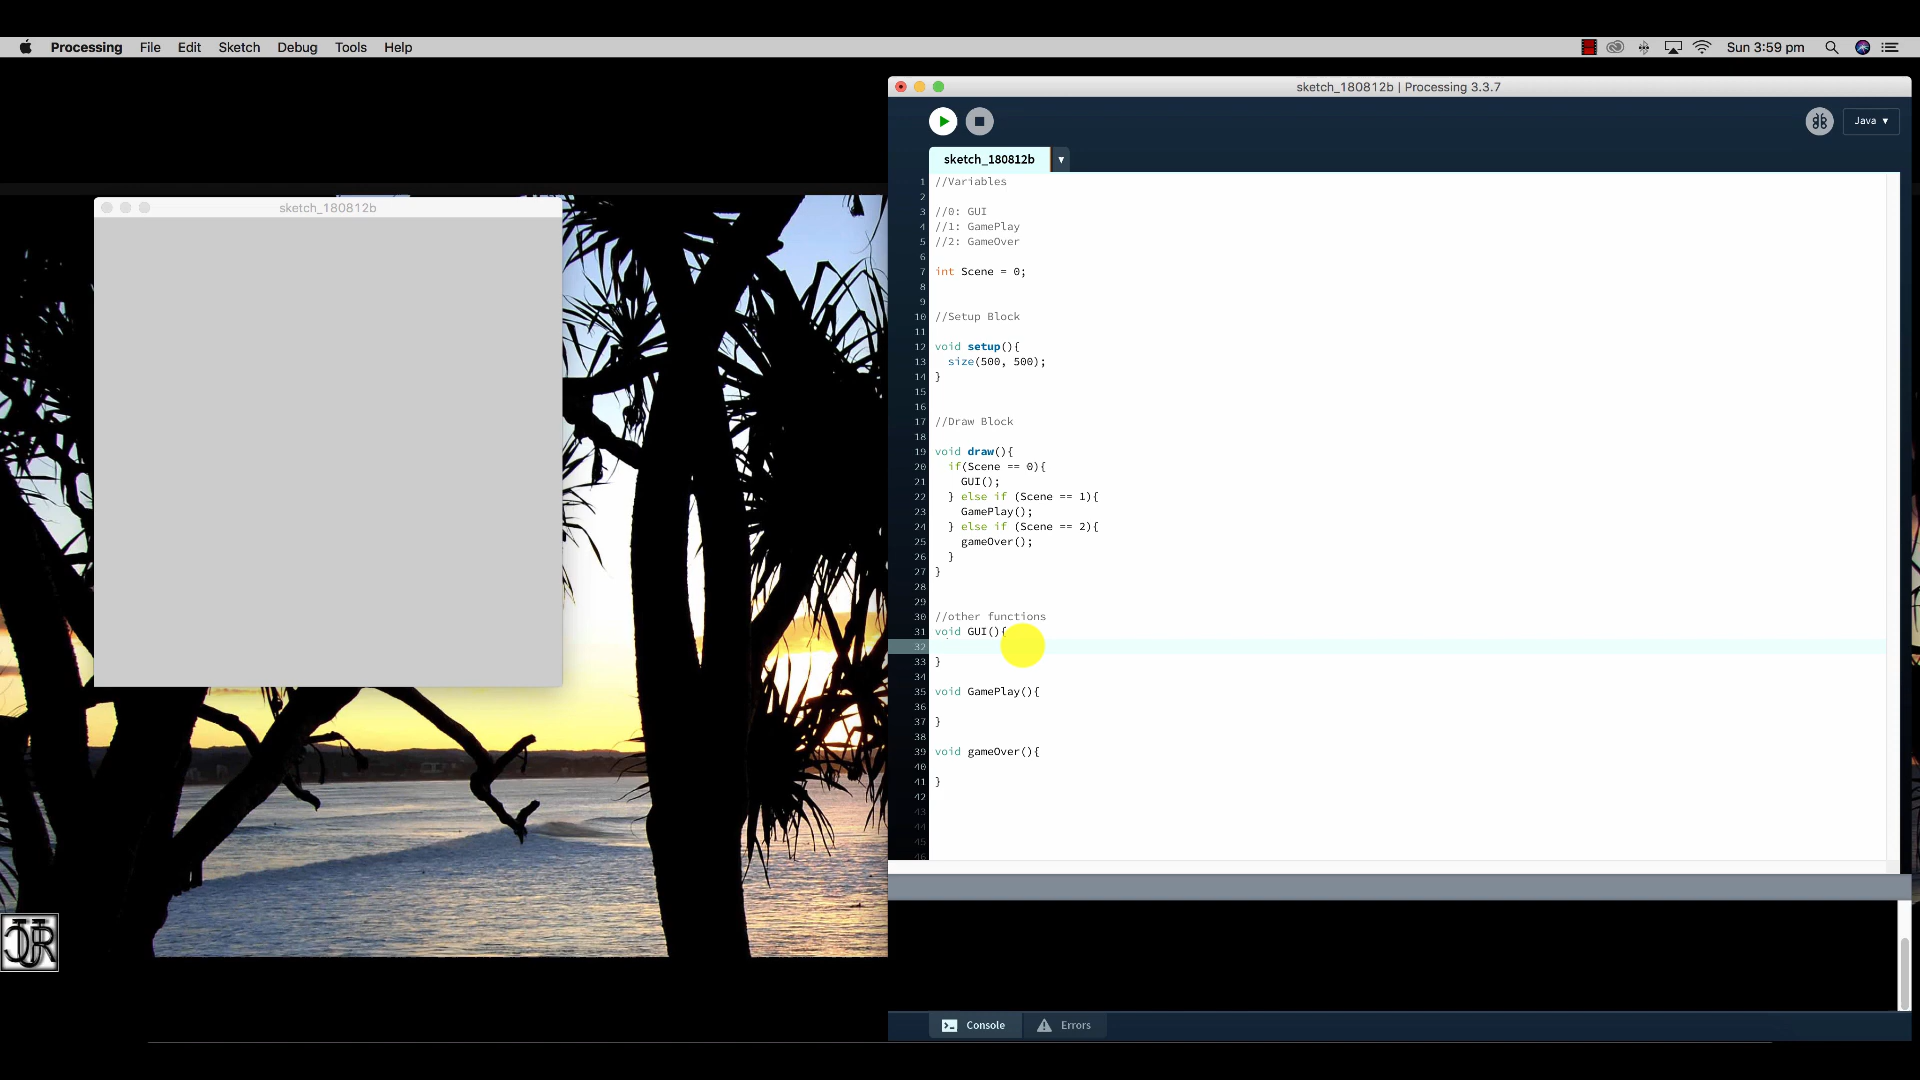 Processing File Edit Sketch Debug Tools Help Sun 3:59 pm
sketch_180812b | Processing 3.3.7
Java ▾
sketch_180812b ▾
sketch_180812b
1 //Variables
2
3 //0: GUI
4 //1: GamePlay
5 //2: GameOver
6
7 int Scene = 0;
8
9
10 //Setup Block
11
12 void setup(){
13 size(500, 500);
14 }
15
16
17 //Draw Block
18
19 void draw(){
20 if(Scene == 0){
21 GUI();
22 } else if (Scene == 1){
23 GamePlay();
24 } else if (Scene == 2){
25 gameOver();
26 }
27 }
28
29
30 //other functions
31 void GUI(){
32
33 }
34
35 void GamePlay(){
36
37 }
38
39 void gameOver(){
40
41 }
42
43
44
45
46
Console Errors